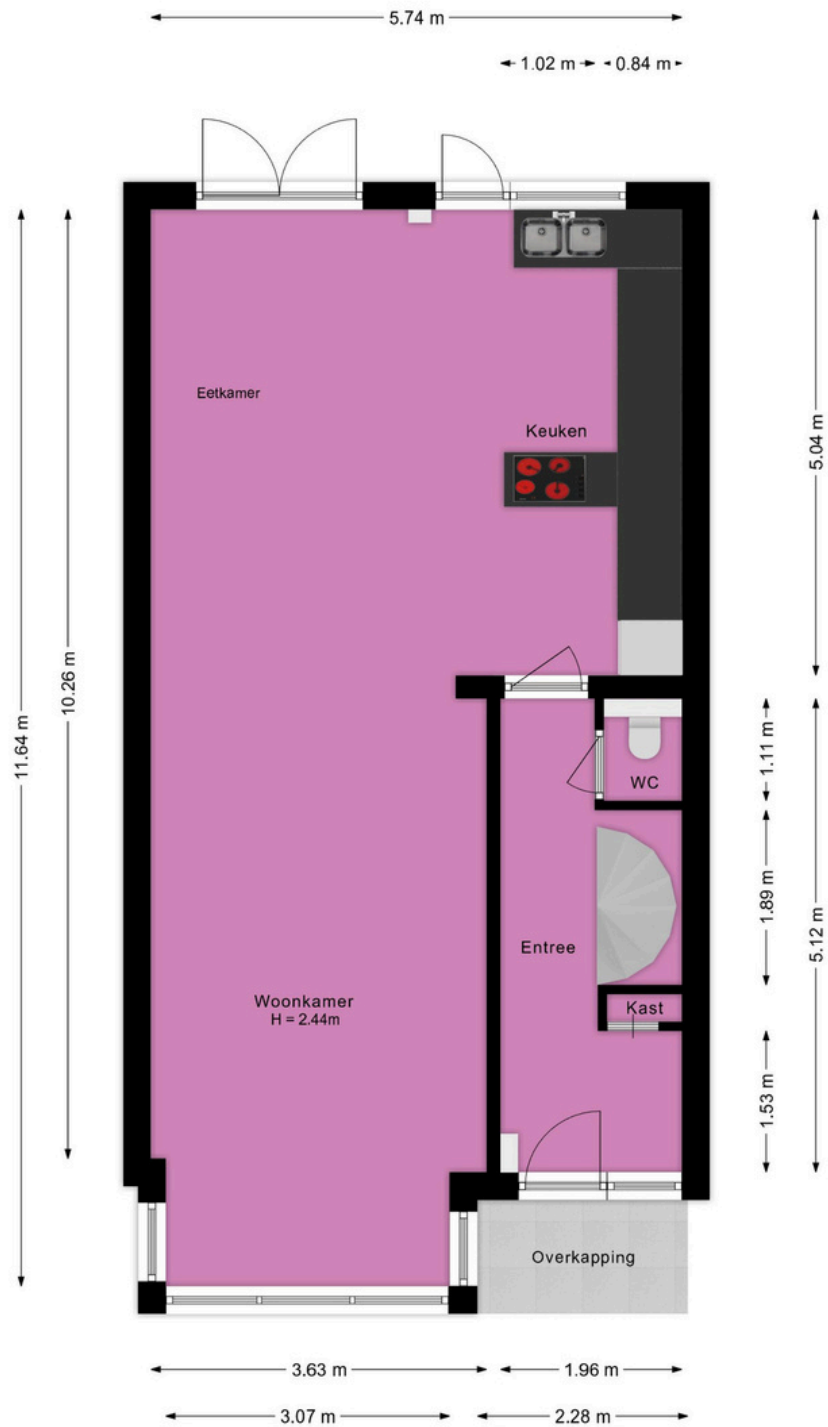 5.74 m
1.02 m
0.84 m
Eetkamer
Keuken
5.04 m
10.26 m
11.64 m
1.11 m
WC
1.89 m
5.12 m
Entree
Woonkamer
H = 2.44m
Kast
1.53 m
Overkapping
3.63 m
1.96 m
3.07 m
2.28 m